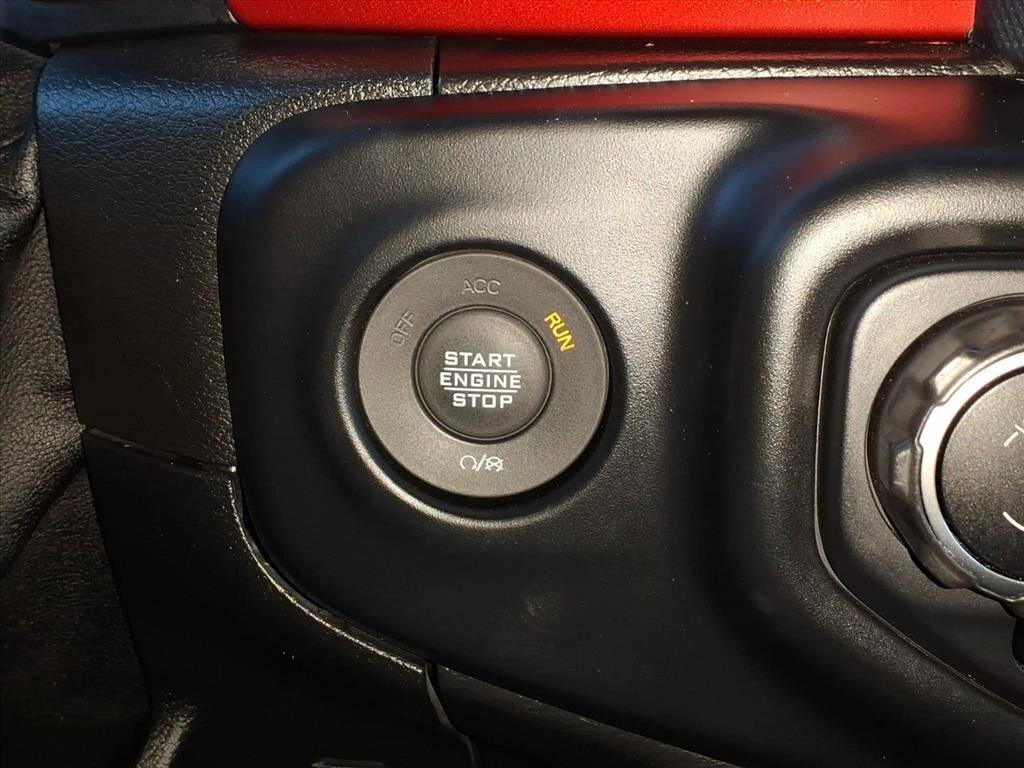 ACC
OFF
RUN
START
ENGINE
STOP